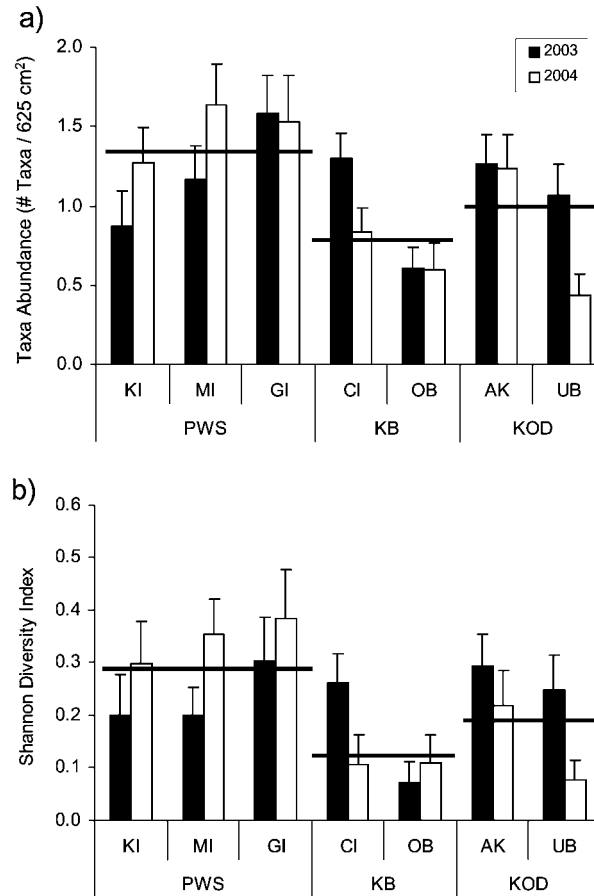 a)
2003
2004
Taxa Abundance (# Taxa / 625 cm²)
2.0
1.5
1.0
0.5
0.0
KI MI GI CI OB AK UB
PWS KB KOD
b)
Shannon Diversity Index
0.6
0.5
0.4
0.3
0.2
0.1
0.0
KI MI GI CI OB AK UB
PWS KB KOD